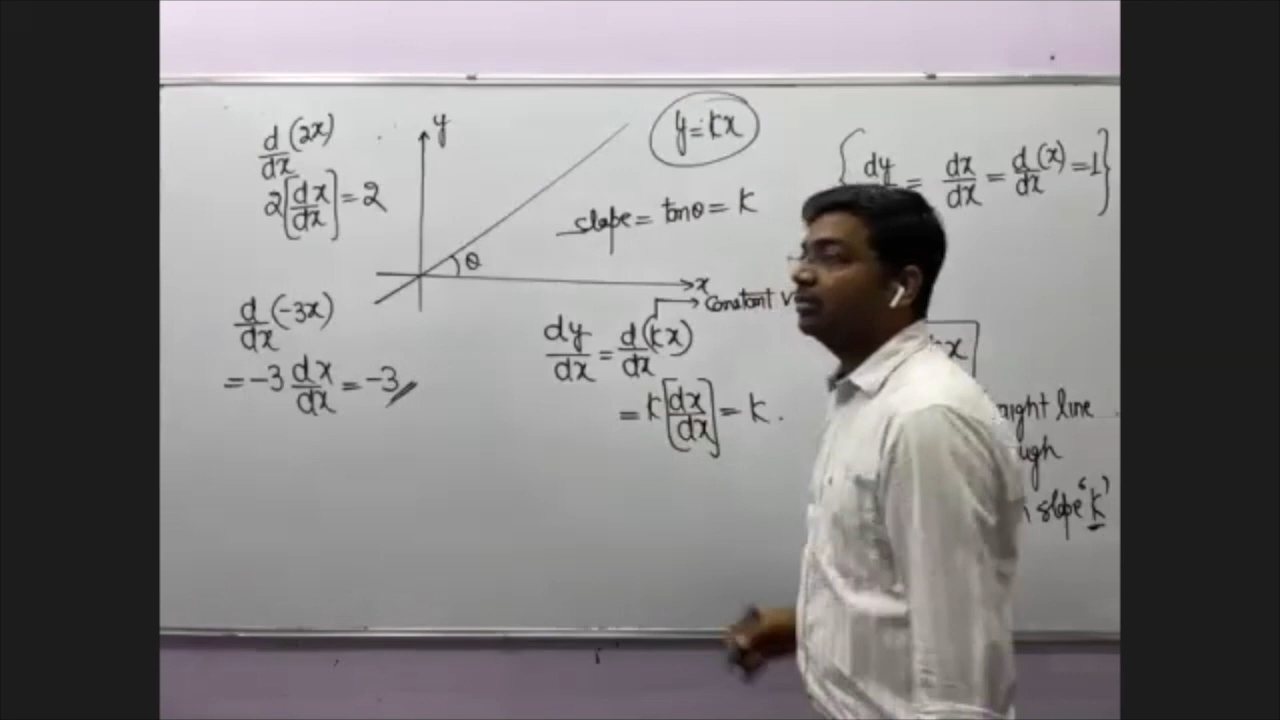 d/dx (2x)
2[dx/dx] = 2
d/dx (-3x)
= -3 dx/dx = -3
y
θ
x
y = kx
slope = tanθ = k
constant
dy/dx = d/dx (kx)
= k[dx/dx] = k.
{ dy = dx/dx = d/dx (x) = 1 }
x
line
slope 'k'